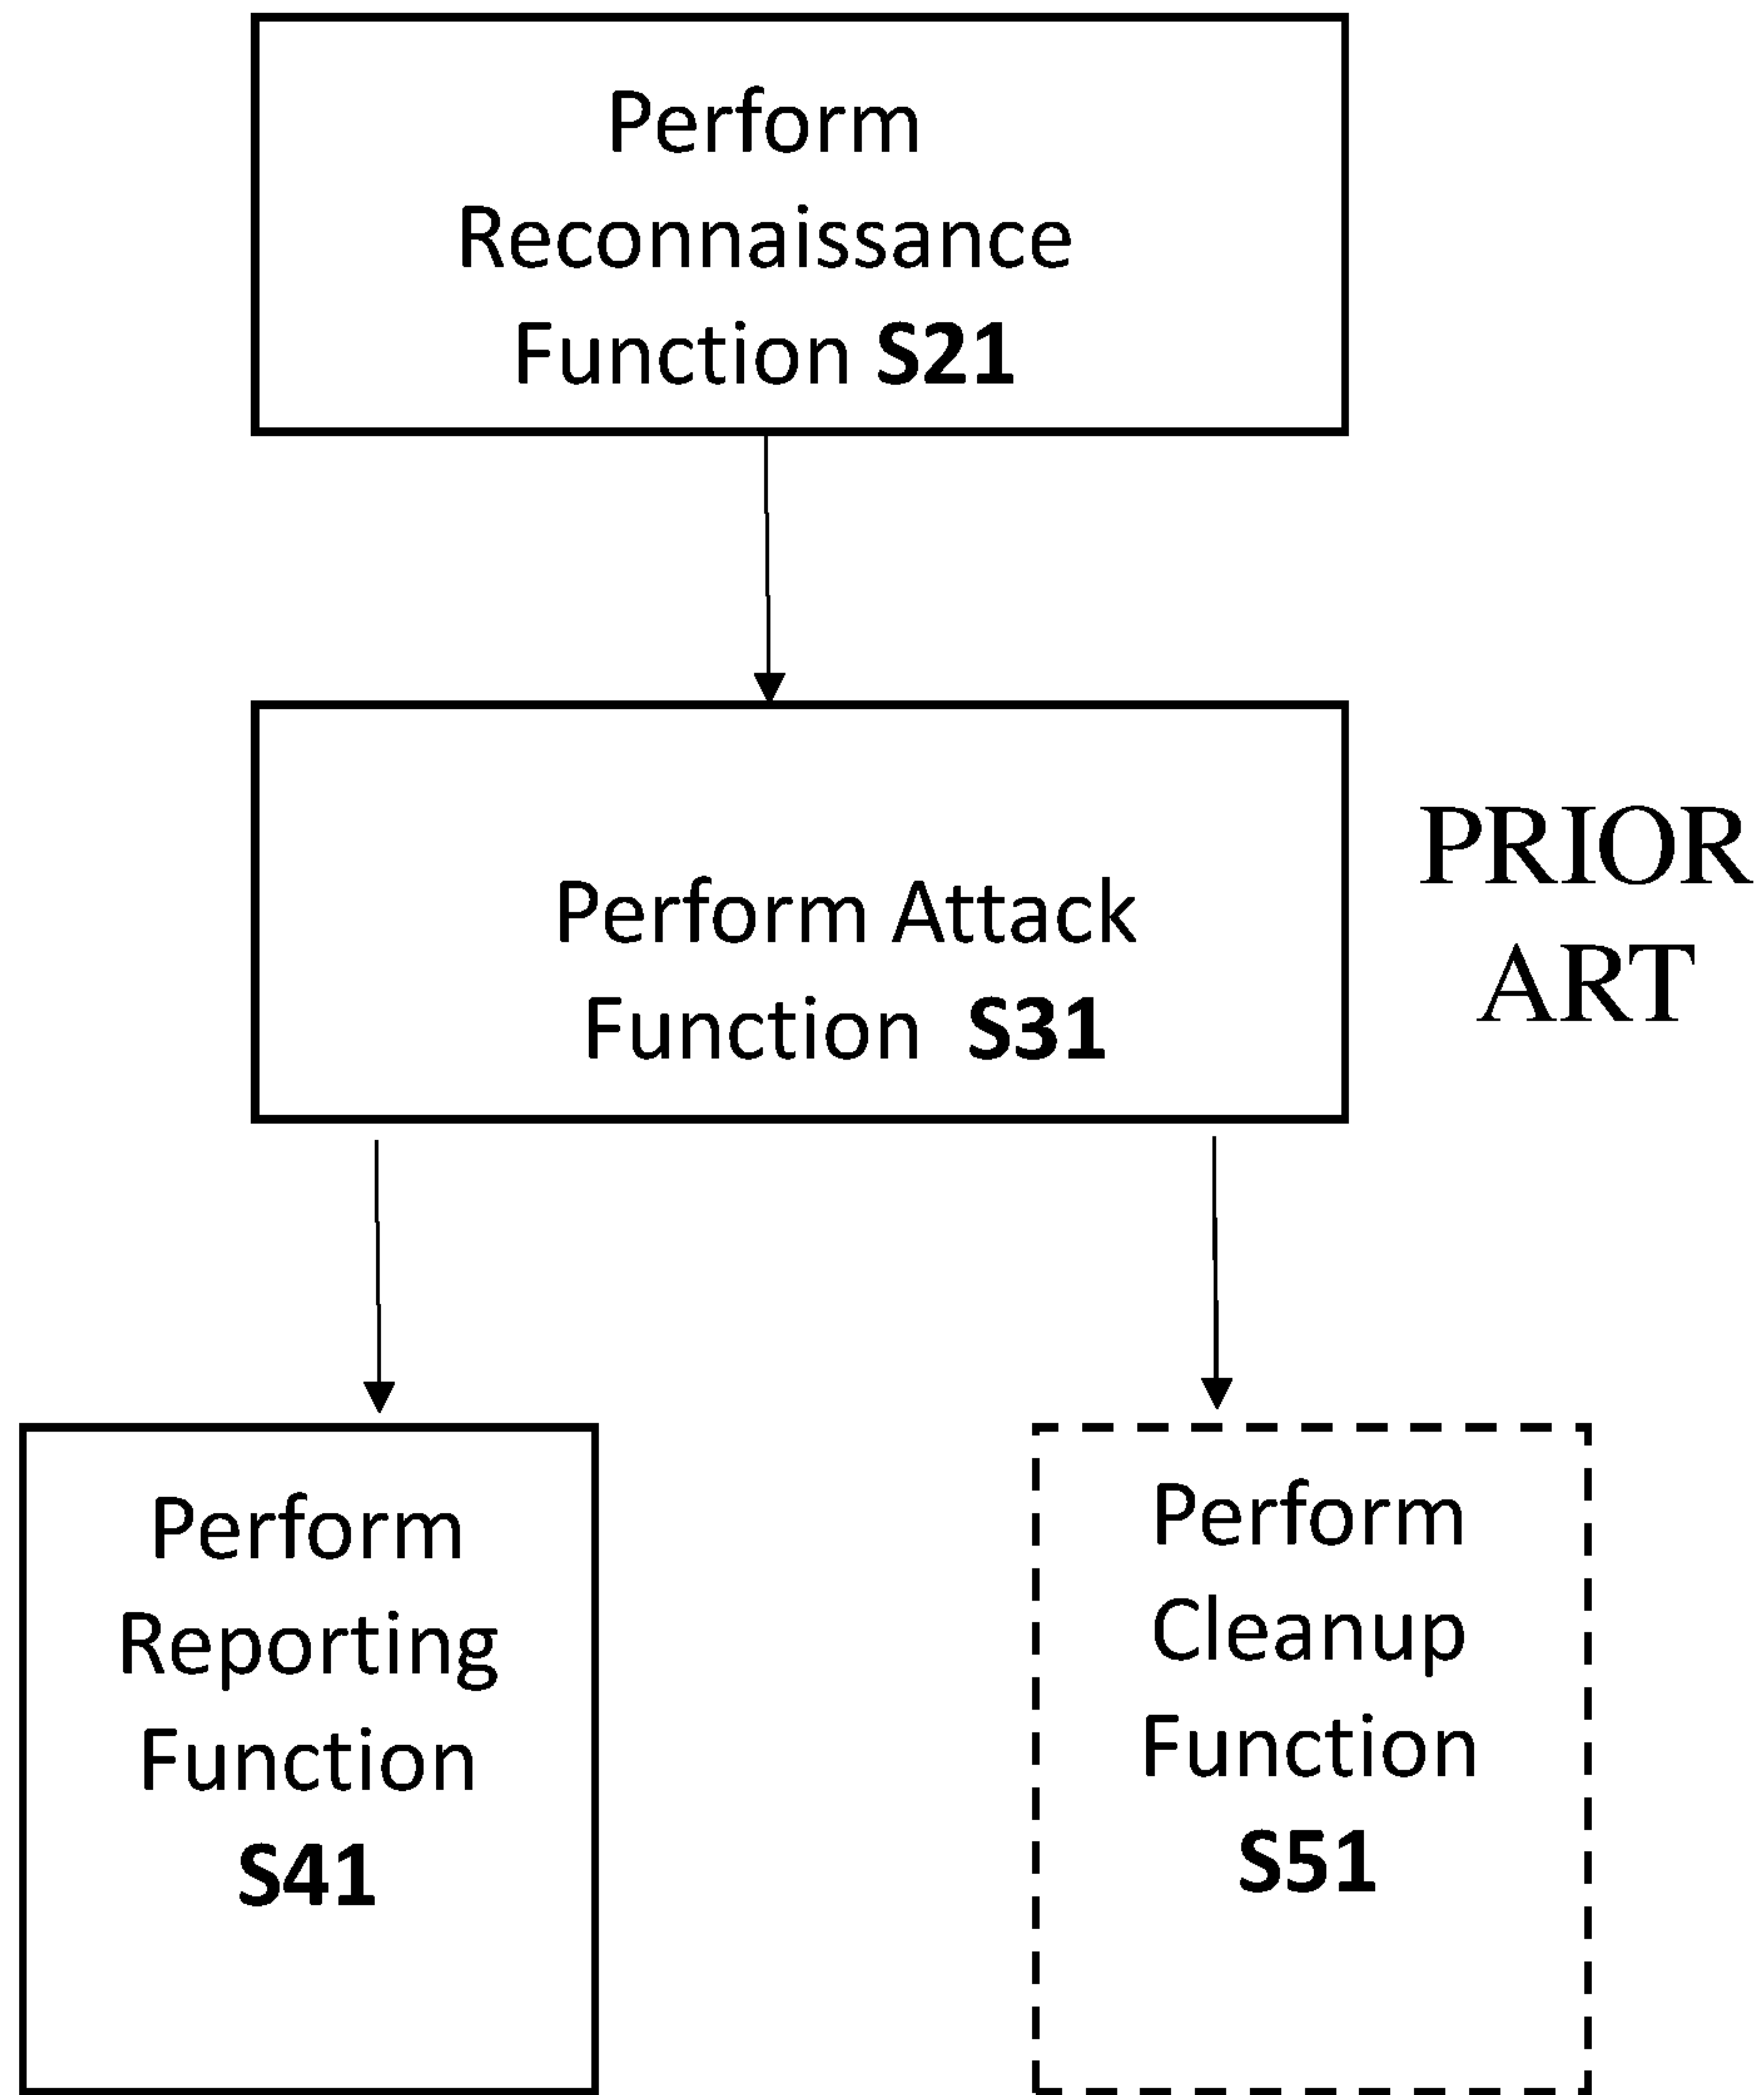 Perform
Reconnaissance
Function S21
Perform Attack
Function S31
PRIOR
ART
Perform
Reporting
Function
S41
Perform
Cleanup
Function
S51